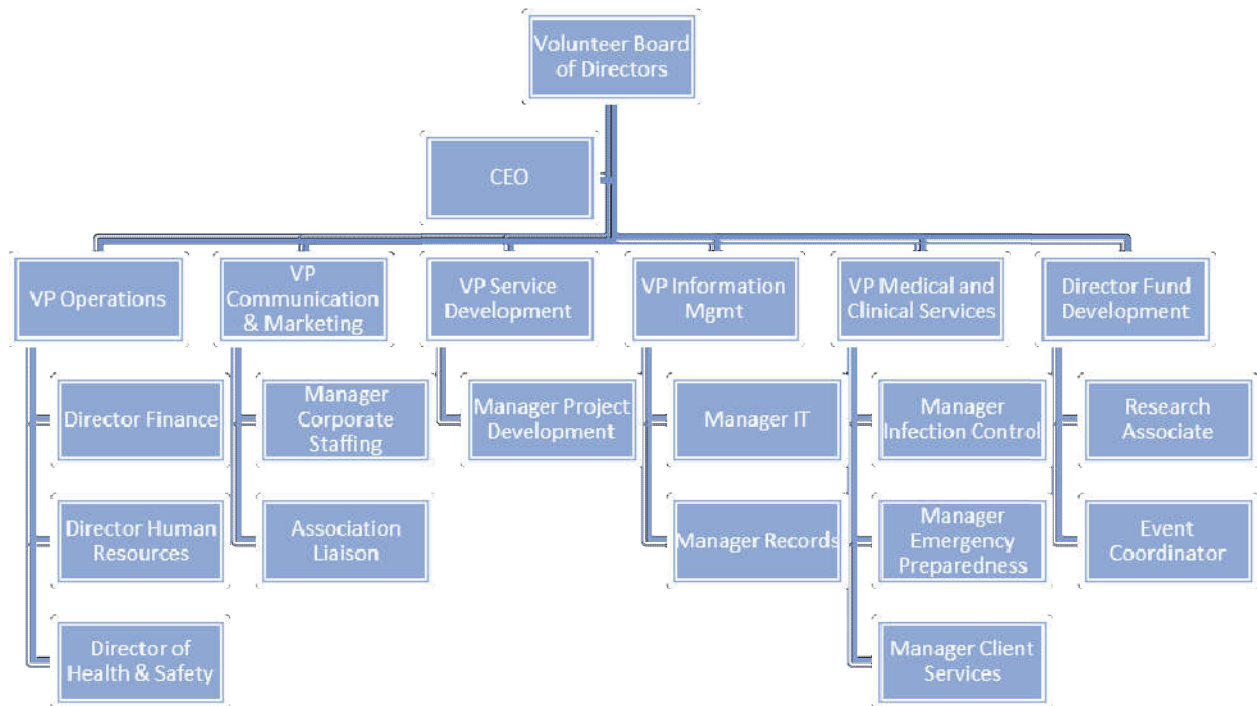 Volunteer Board
of Directors
CEO
VP Operations
VP
Communication
& Marketing
VP Service
Development
VP Information
Mgmt
VP Medical and
Clinical Services
Director Fund
Development
Director Finance
Manager
Corporate
Staffing
Manager Project
Development
Manager IT
Manager
Infection Control
Research
Associate
Director Human
Resources
Association
Liaison
Manager Records
Manager
Emergency
Preparedness
Event
Coordinator
Director of
Health & Safety
Manager Client
Services